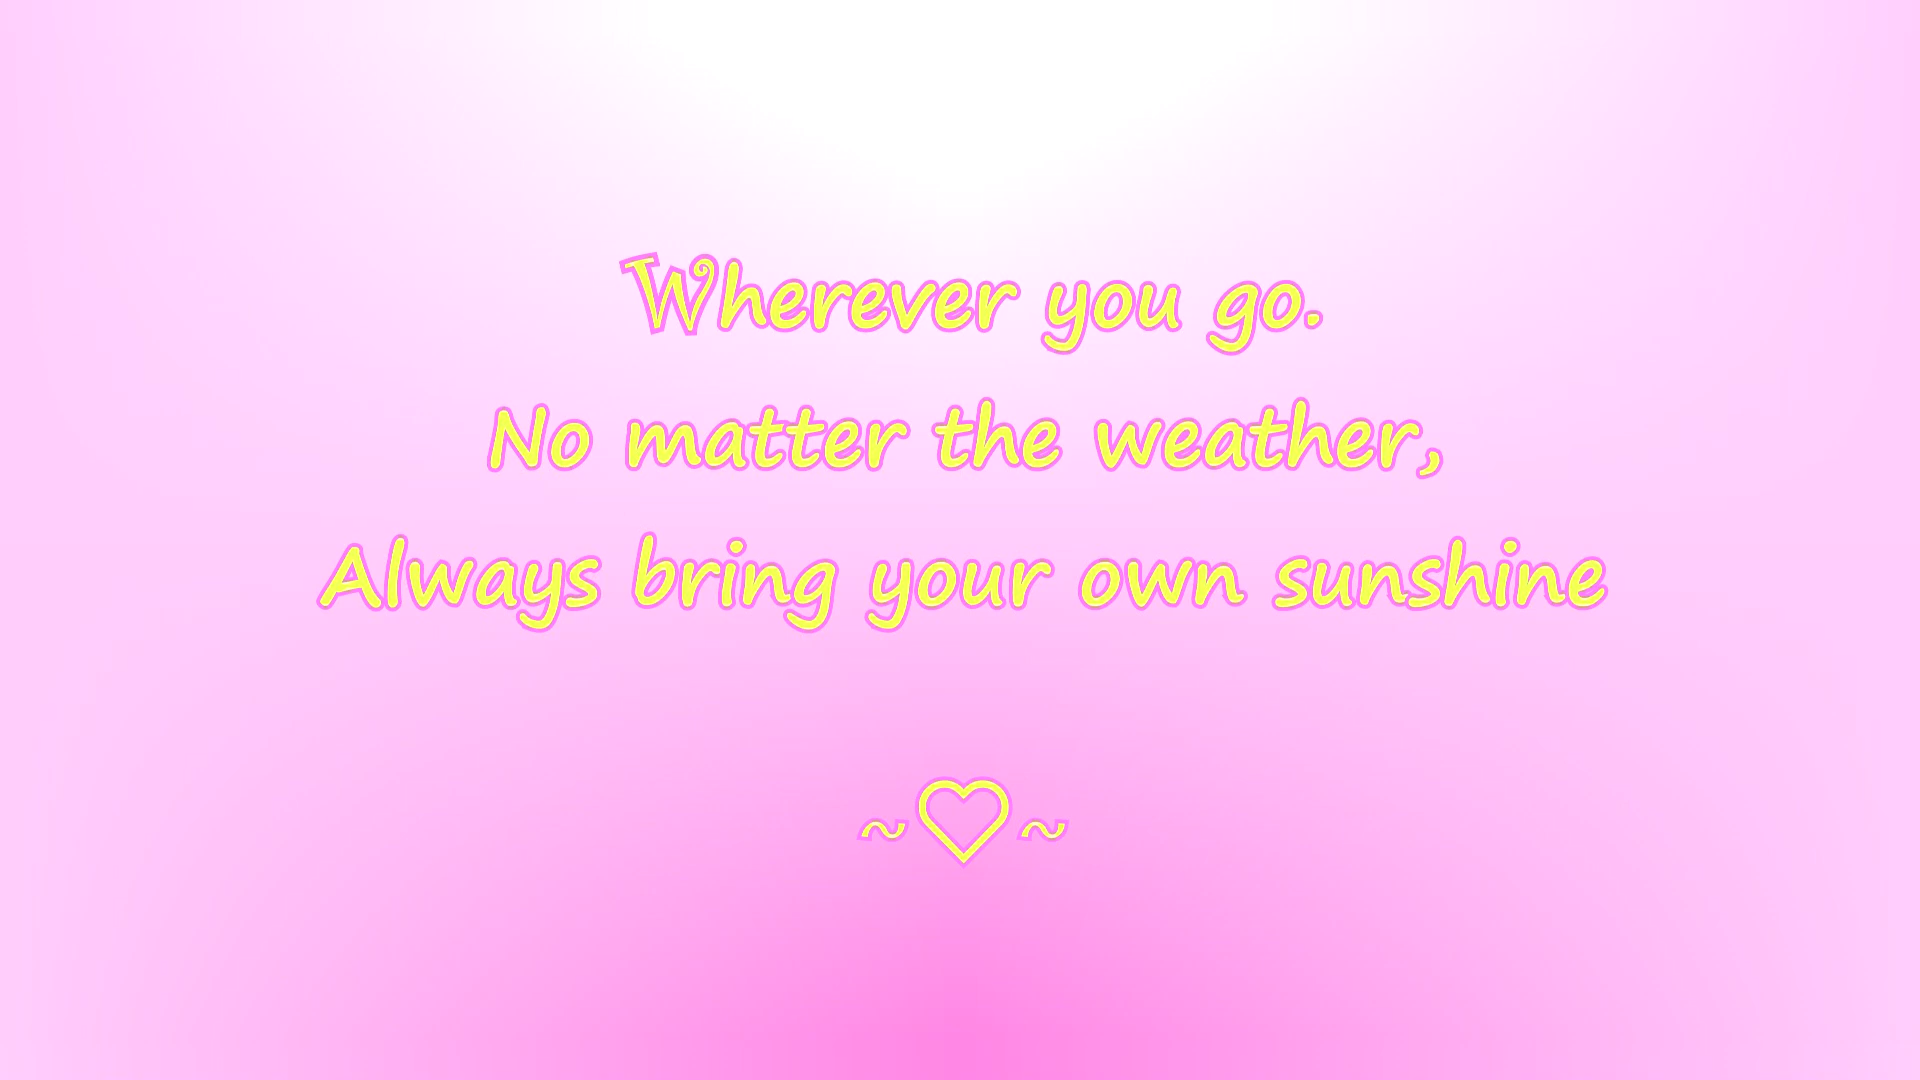 Wherever you go.
No matter the weather,
Always bring your own sunshine
~♡~